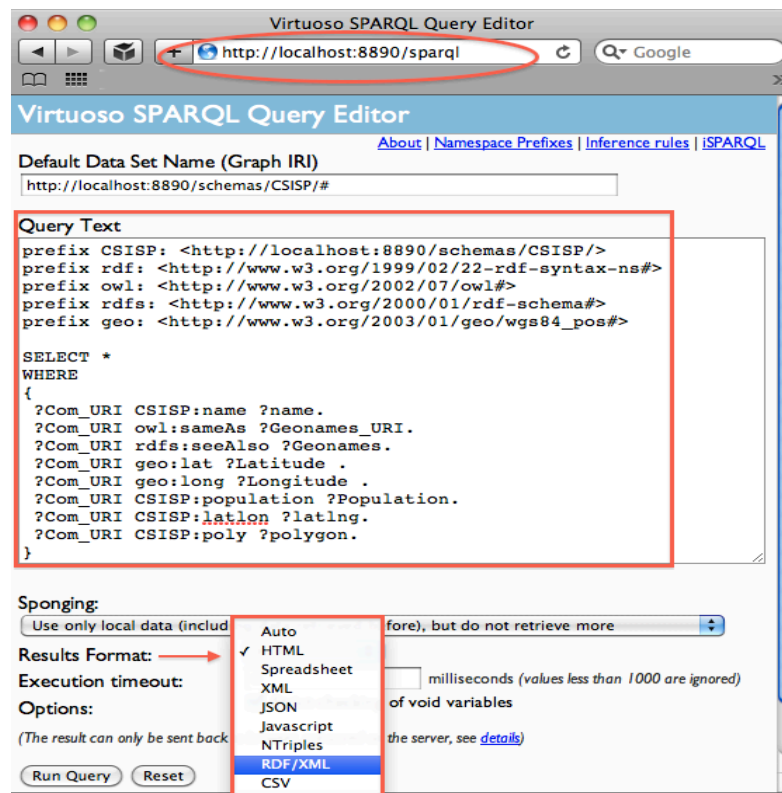 Virtuoso SPARQL Query Editor
+ http://localhost:8890/sparql Google
Virtuoso SPARQL Query Editor
About | Namespace Prefixes | Inference rules | iSPARQL
Default Data Set Name (Graph IRI)
http://localhost:8890/schemas/CSISP/#
Query Text
prefix CSISP: <http://localhost:8890/schemas/CSISP/>
prefix rdf: <http://www.w3.org/1999/02/22-rdf-syntax-ns#>
prefix owl: <http://www.w3.org/2002/07/owl#>
prefix rdfs: <http://www.w3.org/2000/01/rdf-schema#>
prefix geo: <http://www.w3.org/2003/01/geo/wgs84_pos#>
SELECT *
WHERE
{
?Com_URI CSISP:name ?name.
?Com_URI owl:sameAs ?Geonames_URI.
?Com_URI rdfs:seeAlso ?Geonames.
?Com_URI geo:lat ?Latitude .
?Com_URI geo:long ?Longitude .
?Com_URI CSISP:population ?Population.
?Com_URI CSISP:latlon ?latlng.
?Com_URI CSISP:poly ?polygon.
}
Sponging:
Use only local data (includ fore), but do not retrieve more
Results Format:
Auto
✓ HTML
Spreadsheet
XML
JSON
Javascript
NTriples
RDF/XML
CSV
Execution timeout: milliseconds (values less than 1000 are ignored)
Options: of void variables
(The result can only be sent back the server, see details)
Run Query Reset